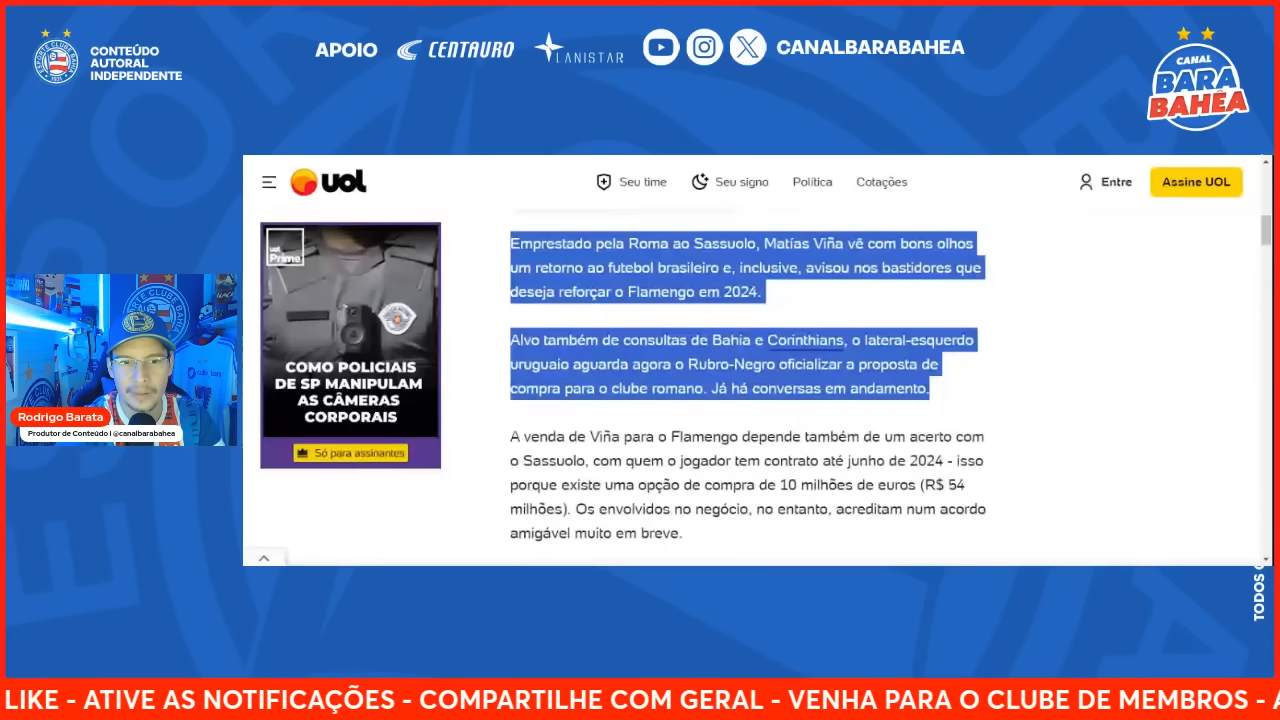 CONTEÚDO
AUTORAL
INDEPENDENTE
APOIO
CENTAURO
LANISTAR
CANALBARABAHEA
CANAL
BARA
BAHÊA
uol
Seu time
Seu signo
Política
Cotações
Entre
Assine UOL
uol
Prime
COMO POLICIAIS
DE SP MANIPULAM
AS CÂMERAS
CORPORAIS
Só para assinantes
Emprestado pela Roma ao Sassuolo, Matías Viña vê com bons olhos
um retorno ao futebol brasileiro e, inclusive, avisou nos bastidores que
deseja reforçar o Flamengo em 2024.
Alvo também de consultas de Bahia e Corinthians, o lateral-esquerdo
uruguaio aguarda agora o Rubro-Negro oficializar a proposta de
compra para o clube romano. Já há conversas em andamento.
A venda de Viña para o Flamengo depende também de um acerto com
o Sassuolo, com quem o jogador tem contrato até junho de 2024 - isso
porque existe uma opção de compra de 10 milhões de euros (R$ 54
milhões). Os envolvidos no negócio, no entanto, acreditam num acordo
amigável muito em breve.
Rodrigo Barata
Produtor de Conteúdo | @canalbarabahea
TODOS
LIKE - ATIVE AS NOTIFICAÇÕES - COMPARTILHE COM GERAL - VENHA PARA O CLUBE DE MEMBROS -